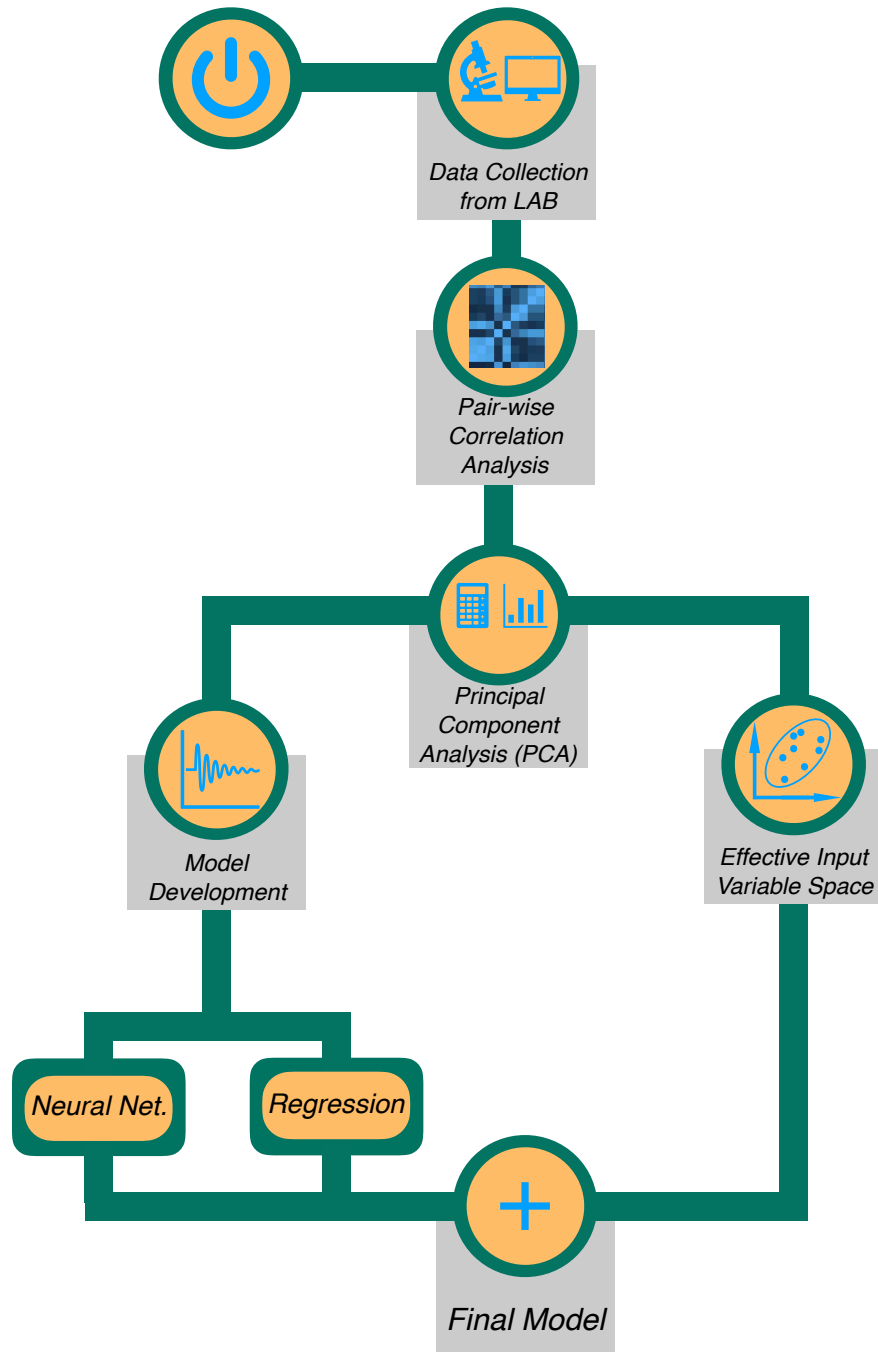 Data Collection
from LAB
Pair-wise
Correlation
Analysis
Principal
Component
Analysis (PCA)
Model
Development
Effective Input
Variable Space
Neural Net.
Regression
Final Model